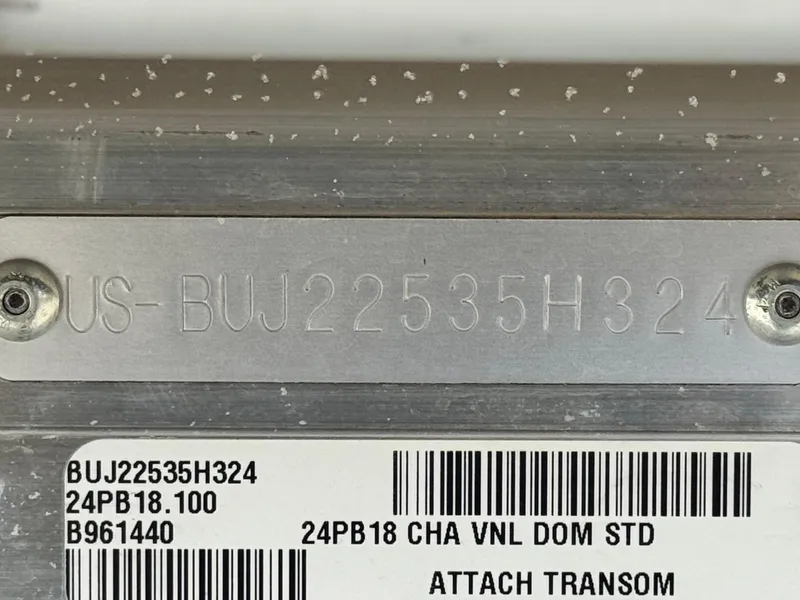 US-BUJ22535H324
BUJ22535H324
24PB18.100
B961440
24PB18 CHA VNL DOM STD
ATTACH TRANSOM